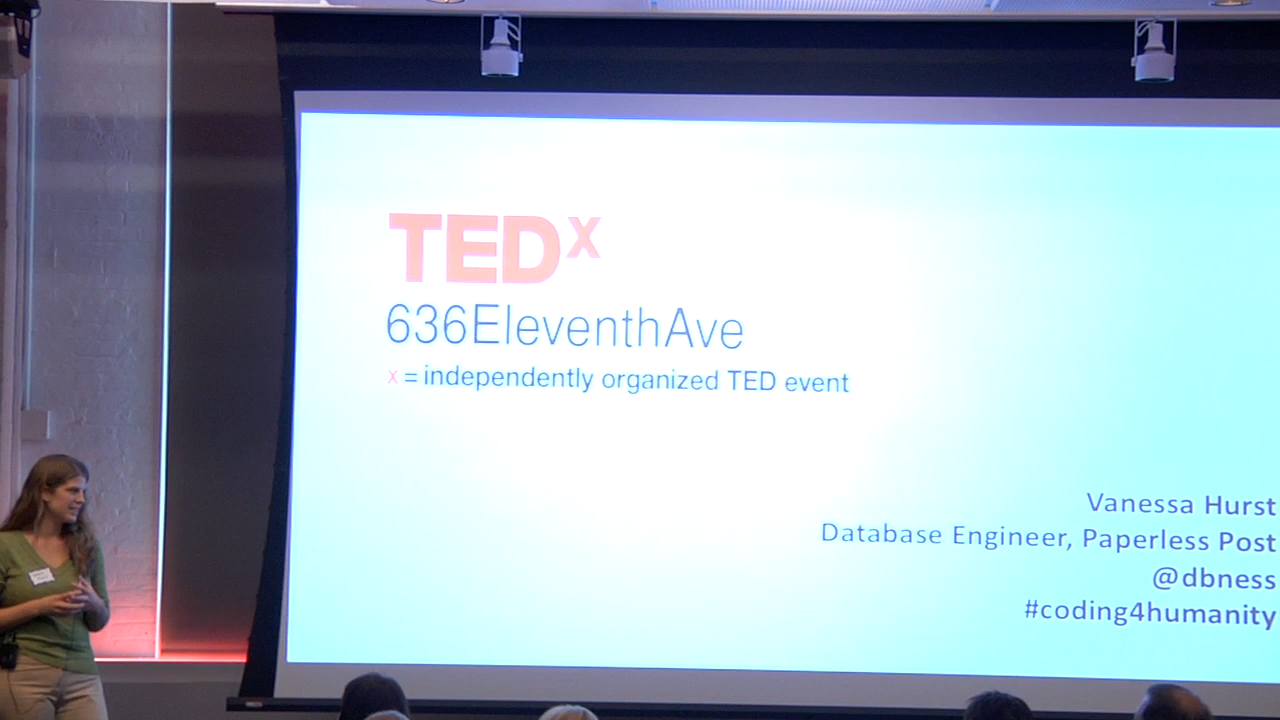 TEDx
636EleventhAve
x = independently organized TED event
Vanessa Hurst
Database Engineer, Paperless Post
@dbness
#coding4humanity